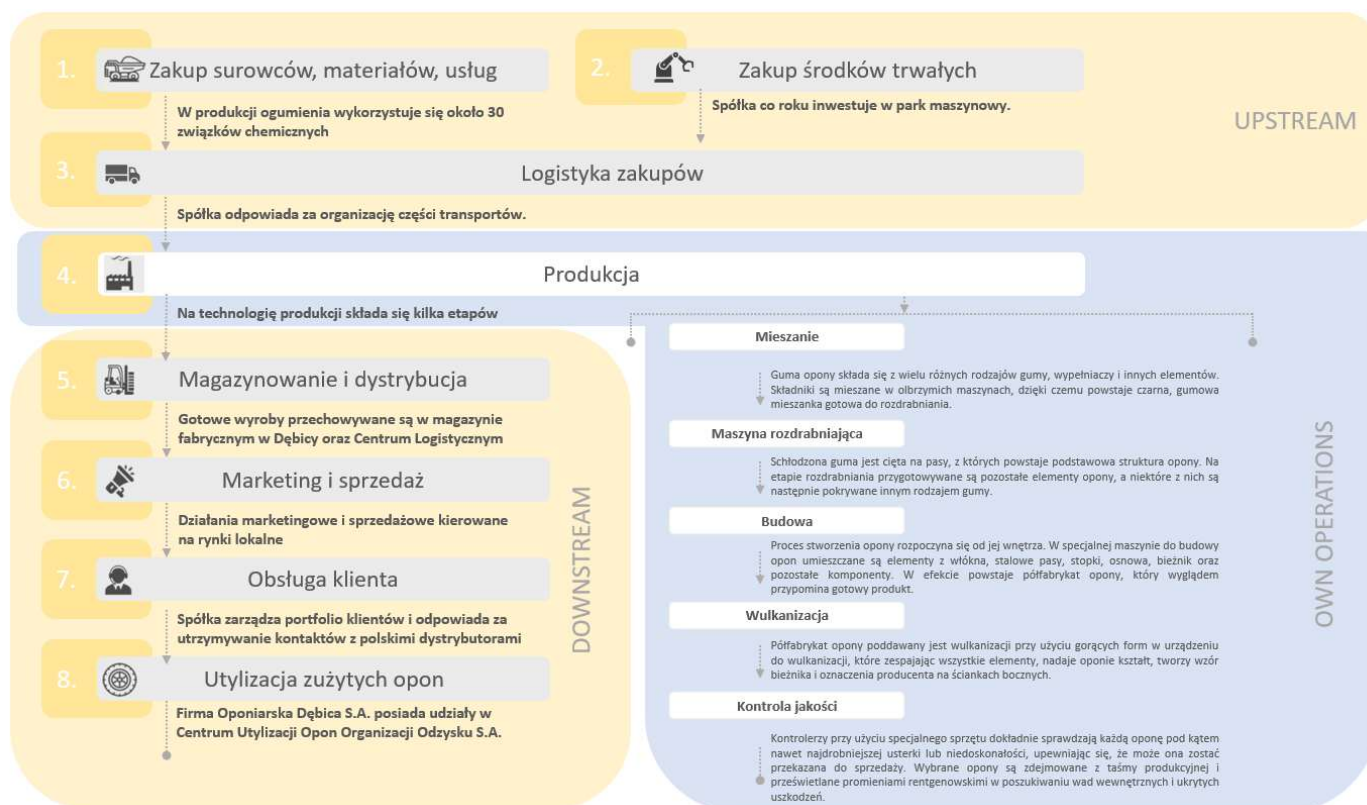 1.
Zakup surowców, materiałów, usług
2.
Zakup środków trwałych
W produkcji ogumienia wykorzystuje się około 30
związków chemicznych
Spółka co roku inwestuje w park maszynowy.
UPSTREAM
3.
Logistyka zakupów
Spółka odpowiada za organizację części transportów.
4.
Produkcja
Na technologię produkcji składa się kilka etapów
5.
Magazynowanie i dystrybucja
Gotowe wyroby przechowywane są w magazynie
fabrycznym w Dębicy oraz Centrum Logistycznym
6.
Marketing i sprzedaż
Działania marketingowe i sprzedażowe kierowane
na rynki lokalne
7.
Obsługa klienta
Spółka zarządza portfolio klientów i odpowiada za
utrzymywanie kontaktów z polskimi dystrybutorami
8.
Utylizacja zużytych opon
Firma Oponiarska Dębica S.A. posiada udziały w
Centrum Utylizacji Opon Organizacji Odzysku S.A.
DOWNSTREAM
Mieszanie
Guma opony składa się z wielu różnych rodzajów gumy, wypełniaczy i innych elementów.
Składniki są mieszane w olbrzymich maszynach, dzięki czemu powstaje czarna, gumowa
mieszanka gotowa do rozdrabniania.
Maszyna rozdrabniająca
Schłodzona guma jest cięta na pasy, z których powstaje podstawowa struktura opony. Na
etapie rozdrabniania przygotowywane są pozostałe elementy opony, a niektóre z nich są
następnie pokrywane innym rodzajem gumy.
Budowa
Proces stworzenia opony rozpoczyna się od jej wnętrza. W specjalnej maszynie do budowy
opon umieszczane są elementy z włókna, stalowe pasy, stopki, osnowa, bieżnik oraz
pozostałe komponenty. W efekcie powstaje półfabrykat opony, który wyglądem
przypomina gotowy produkt.
Wulkanizacja
Półfabrykat opony poddawany jest wulkanizacji przy użyciu gorących form w urządzeniu
do wulkanizacji, które zespajając wszystkie elementy, nadaje oponie kształt, tworzy wzór
bieżnika i oznaczenia producenta na ściankach bocznych.
Kontrola jakości
Kontrolerzy przy użyciu specjalnego sprzętu dokładnie sprawdzają każdą oponę pod kątem
nawet najdrobniejszej usterki lub niedoskonałości, upewniając się, że może ona zostać
przekazana do sprzedaży. Wybrane opony są zdejmowane z taśmy produkcyjnej i
prześwietlane promieniami rentgenowskimi w poszukiwaniu wad wewnętrznych i ukrytych
uszkodzeń.
OWN OPERATIONS